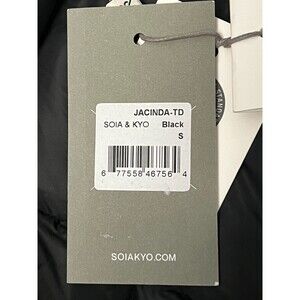 JACINDA-TD
SOIA & KYO Black
S
6 77558 46756 4
SOIAKYO.COM